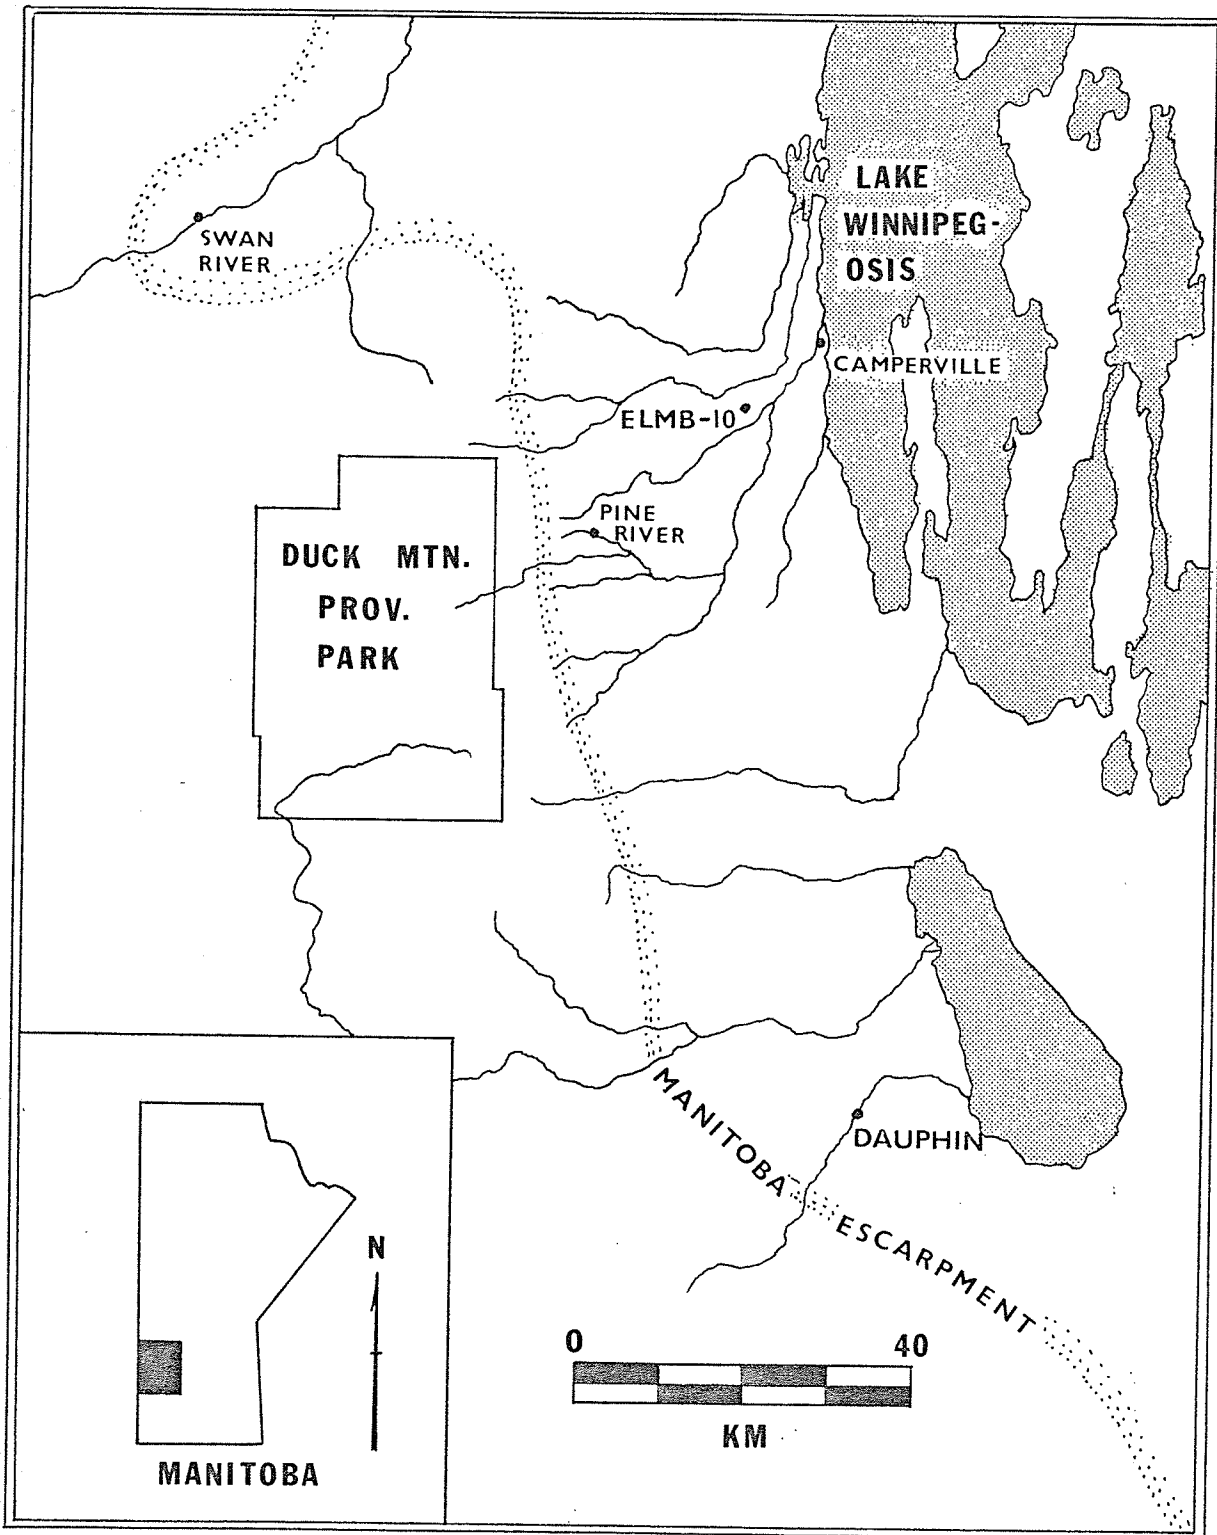 LAKE
WINNIPEG-
OSIS
SWAN
RIVER
CAMPERVILLE
ELMB-10
PINE
RIVER
DUCK MTN.
PROV.
PARK
MANITOBA
ESCARPMENT
DAUPHIN
N
0 40
KM
MANITOBA